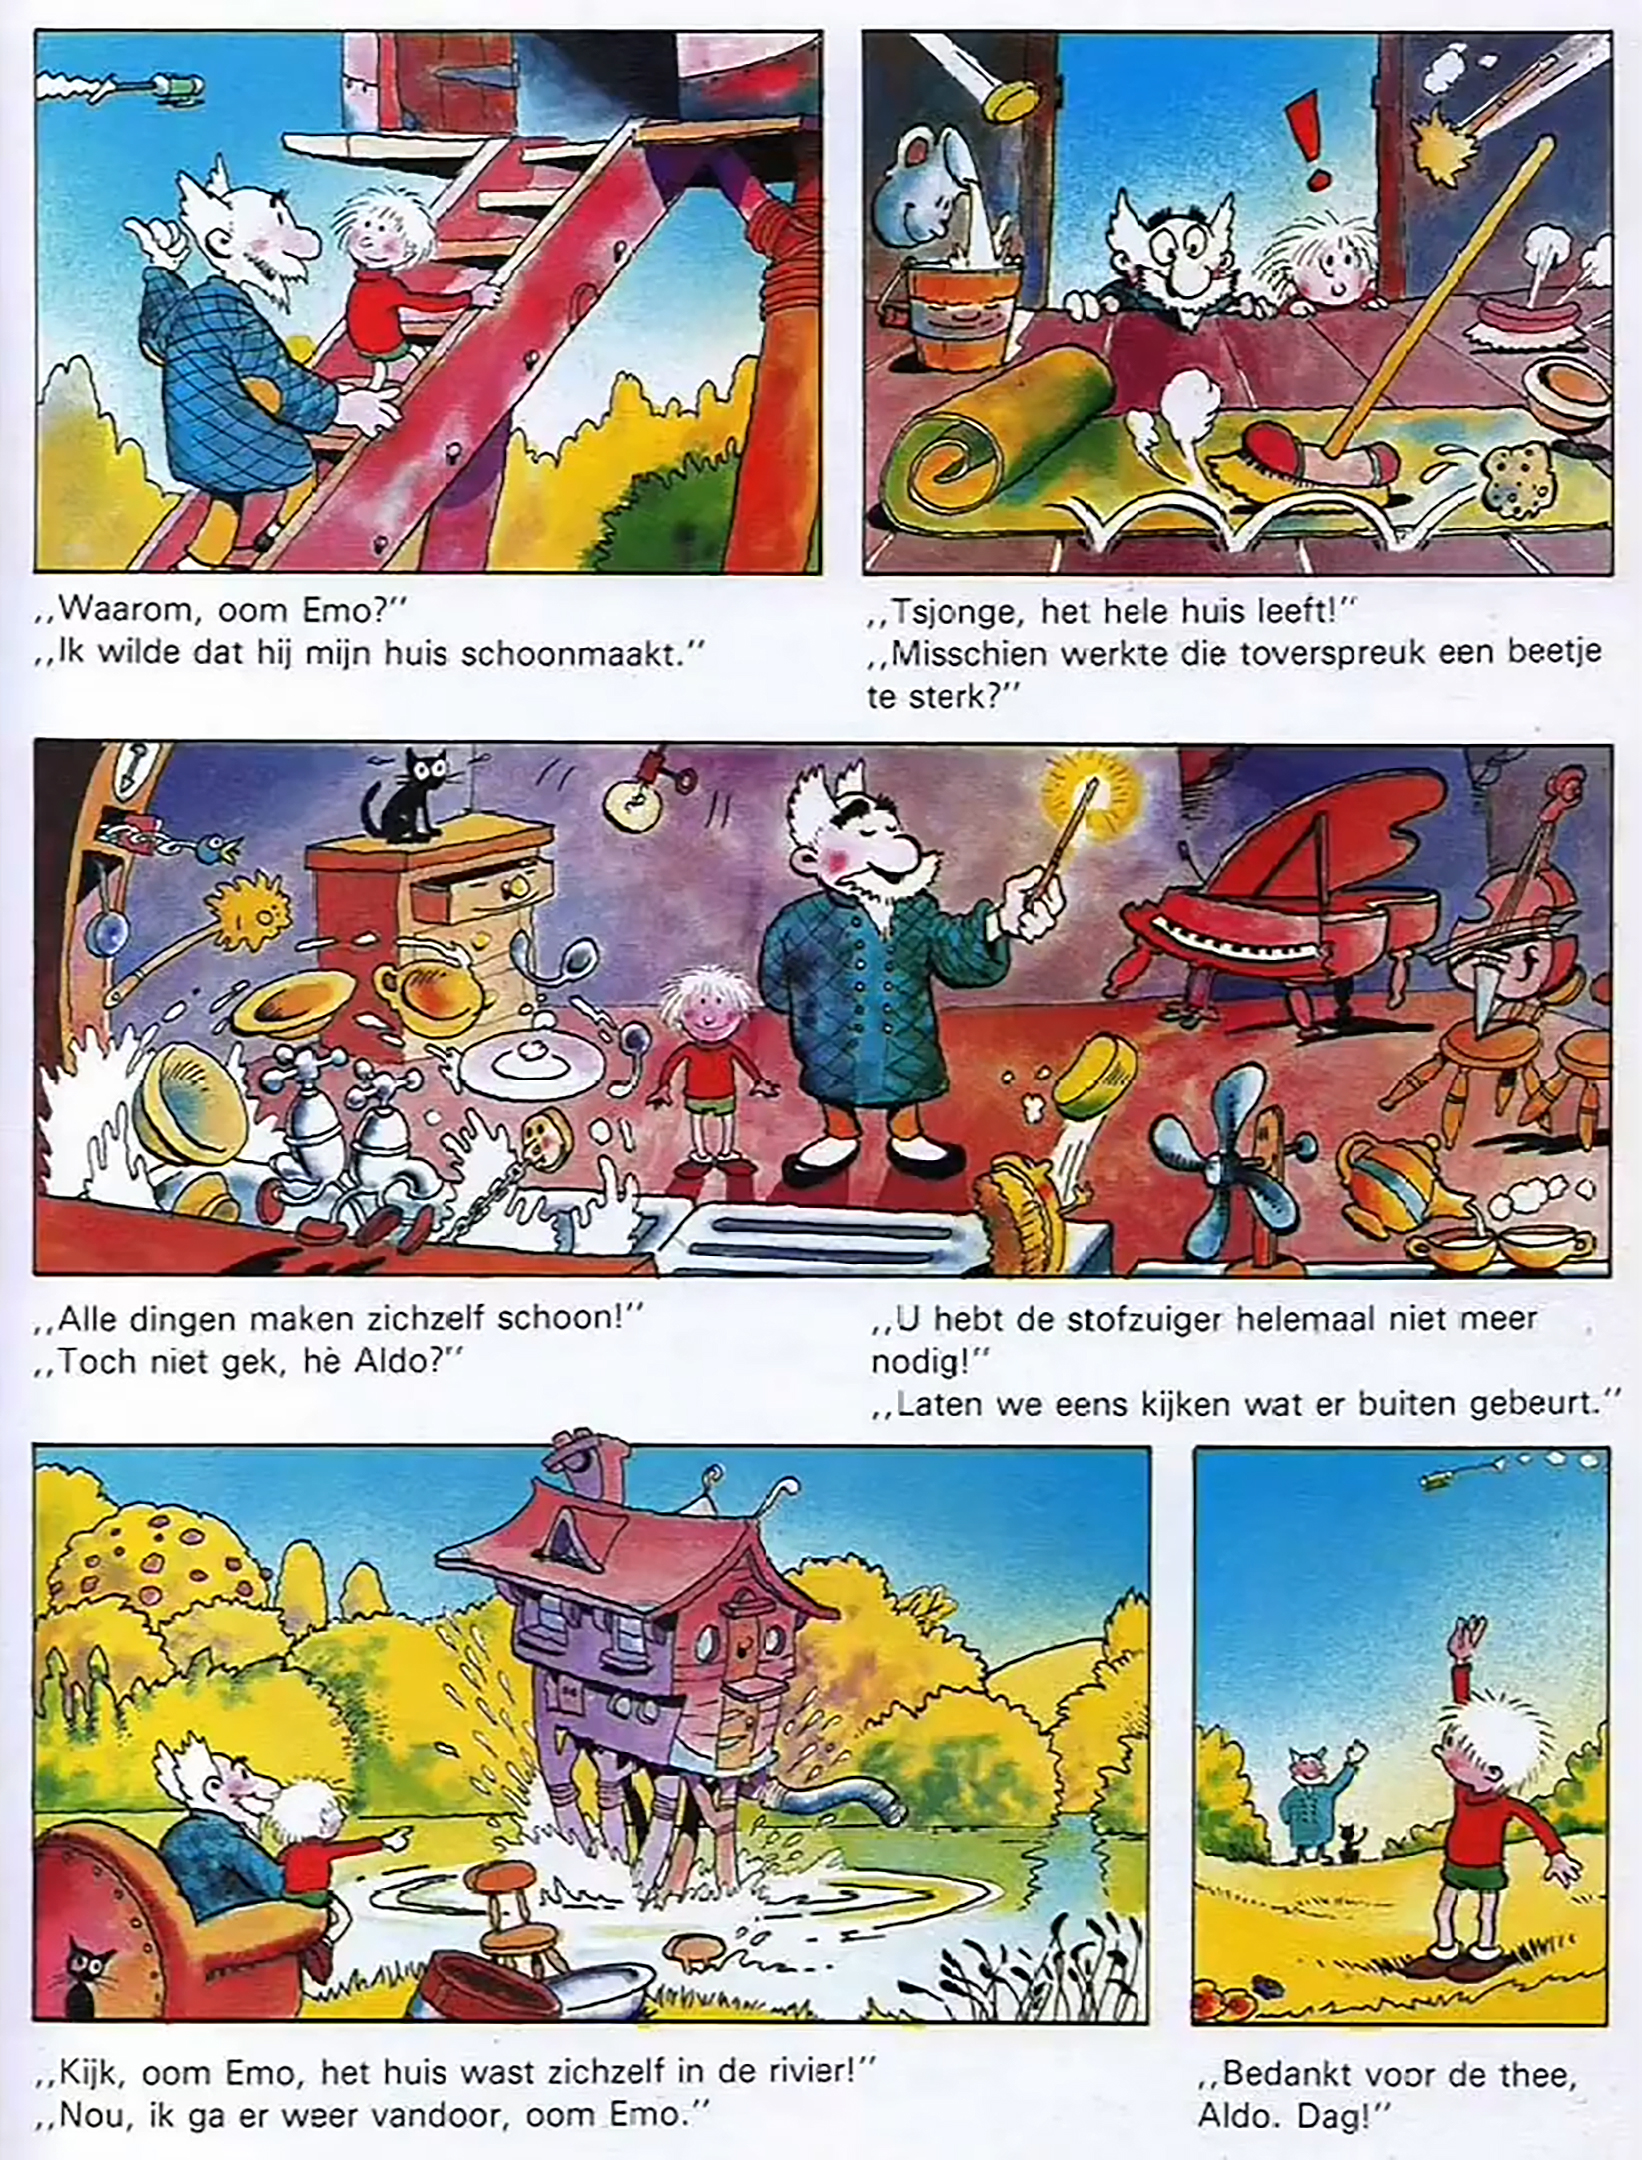 ,,Waarom, oom Emo?"
,,Ik wilde dat hij mijn huis schoonmaakt."
,,Tsjonge, het hele huis leeft!"
,,Misschien werkte die toverspreuk een beetje
te sterk?"
!
,,Alle dingen maken zichzelf schoon!"
,,Toch niet gek, hè Aldo?"
,,U hebt de stofzuiger helemaal niet meer
nodig!"
,,Laten we eens kijken wat er buiten gebeurt."
,,Kijk, oom Emo, het huis wast zichzelf in de rivier!"
,,Nou, ik ga er weer vandoor, oom Emo."
,,Bedankt voor de thee,
Aldo. Dag!"